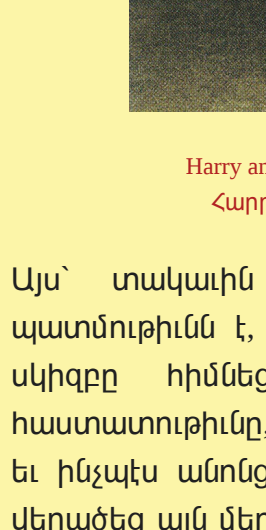 Harry an
Հարր
Այս՝ տակաւին
պատմութիւնն է,
սկիզբը հիմնեց
հաստատութիւնը,
եւ ինչպէս անոնց
վերածեց այն մեր